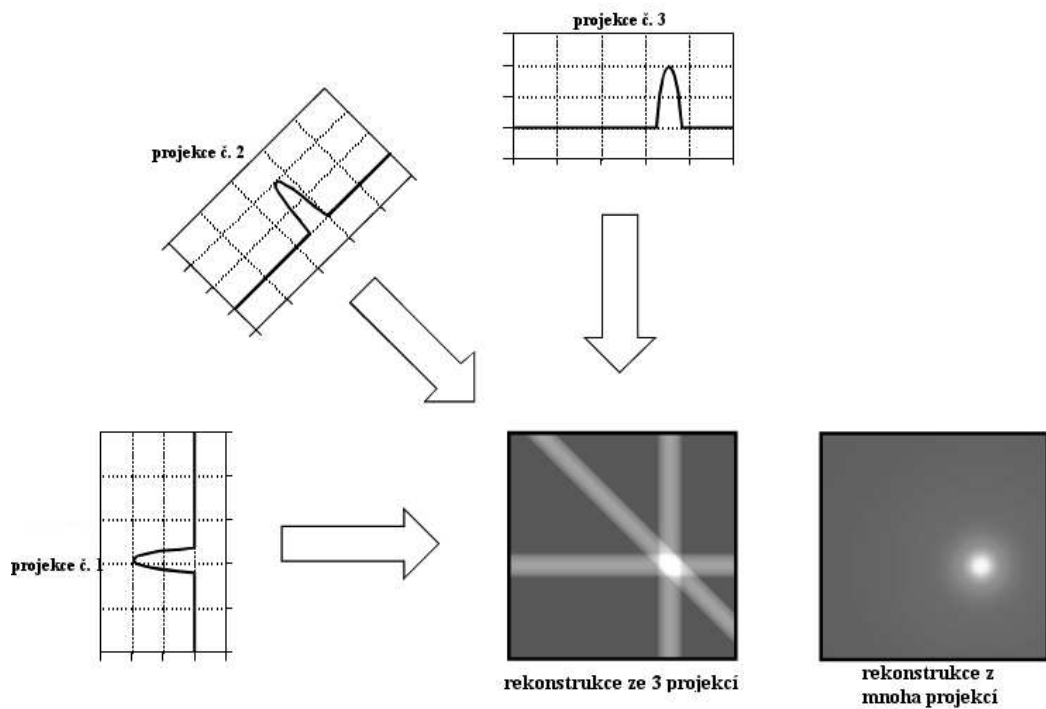 projekce č. 3
projekce č. 2
projekce č. 1
rekonstrukce ze 3 projekcí
rekonstrukce z
mnoha projekcí